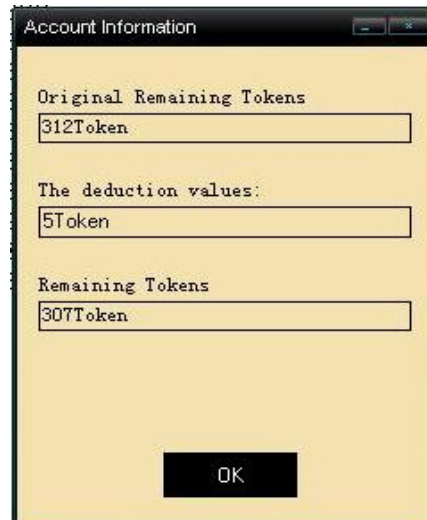 Account Information
Original Remaining Tokens
312Token
The deduction values:
5Token
Remaining Tokens
307Token
OK